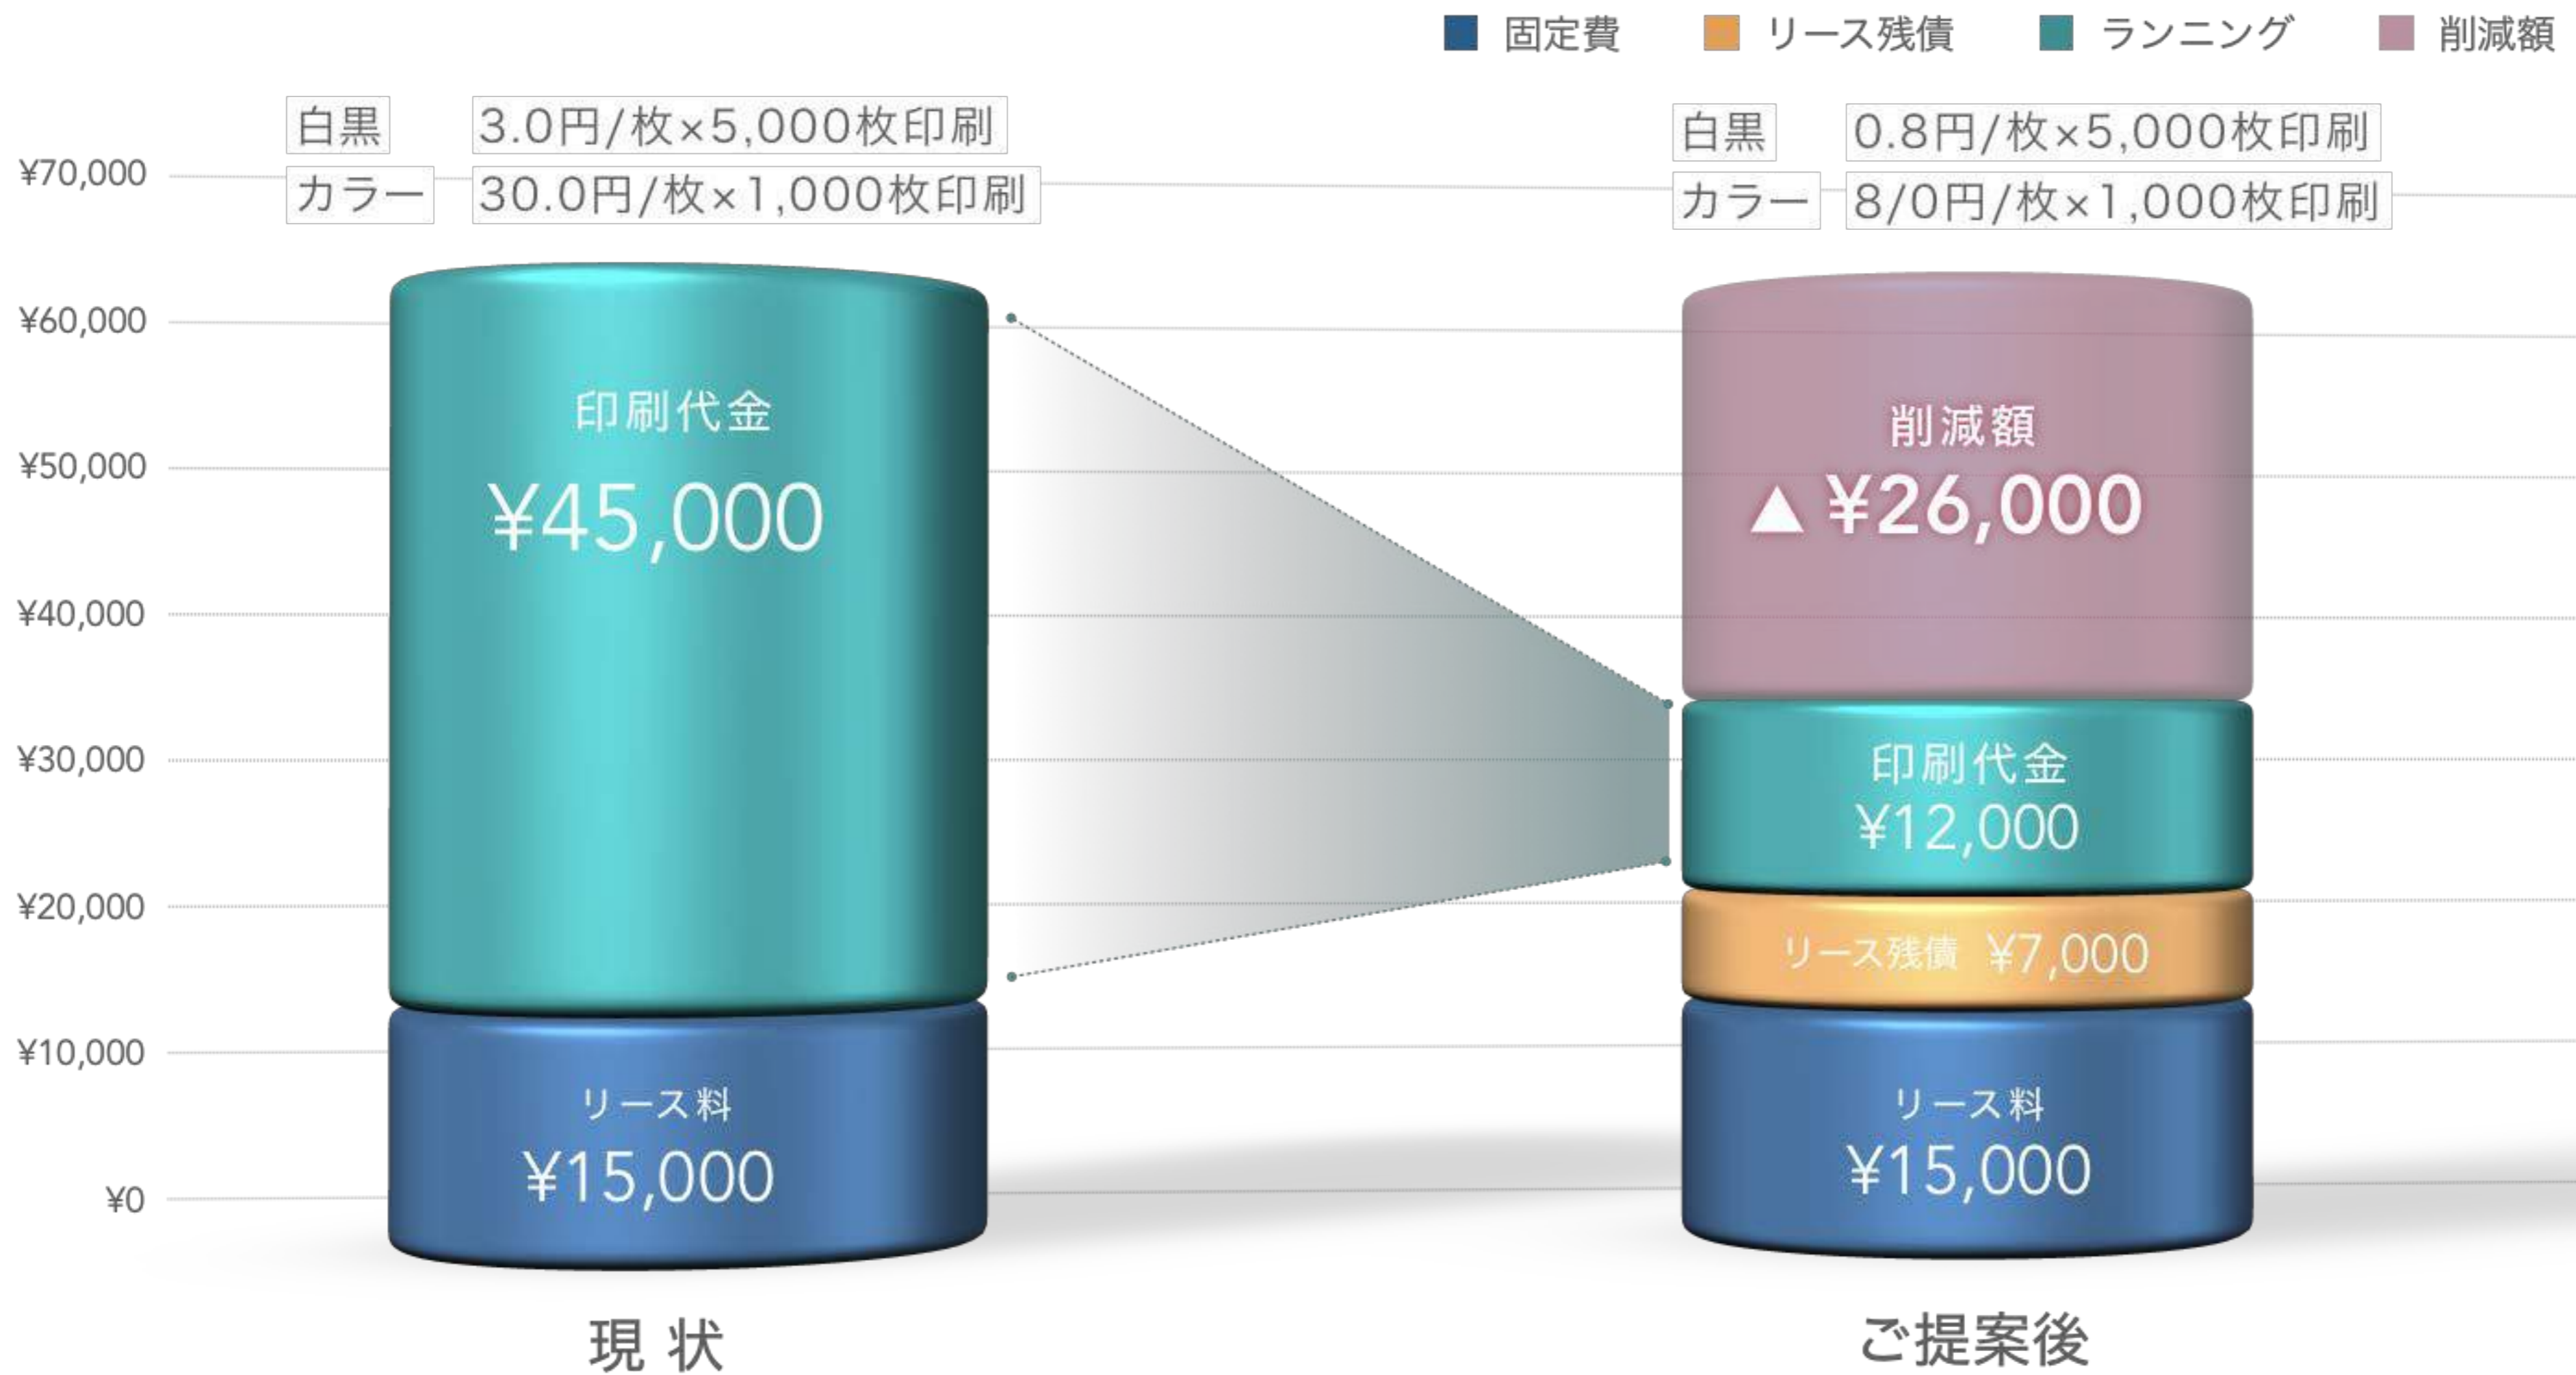 固定費 リース残債 ランニング 削減額
白黒 3.0円/枚×5,000枚印刷
カラー 30.0円/枚×1,000枚印刷
白黒 0.8円/枚×5,000枚印刷
カラー 8/0円/枚×1,000枚印刷
¥70,000
¥60,000
¥50,000
¥40,000
¥30,000
¥20,000
¥10,000
¥0
印刷代金
¥45,000
リース料
¥15,000
現状
削減額
▲¥26,000
印刷代金
¥12,000
リース残債 ¥7,000
リース料
¥15,000
ご提案後